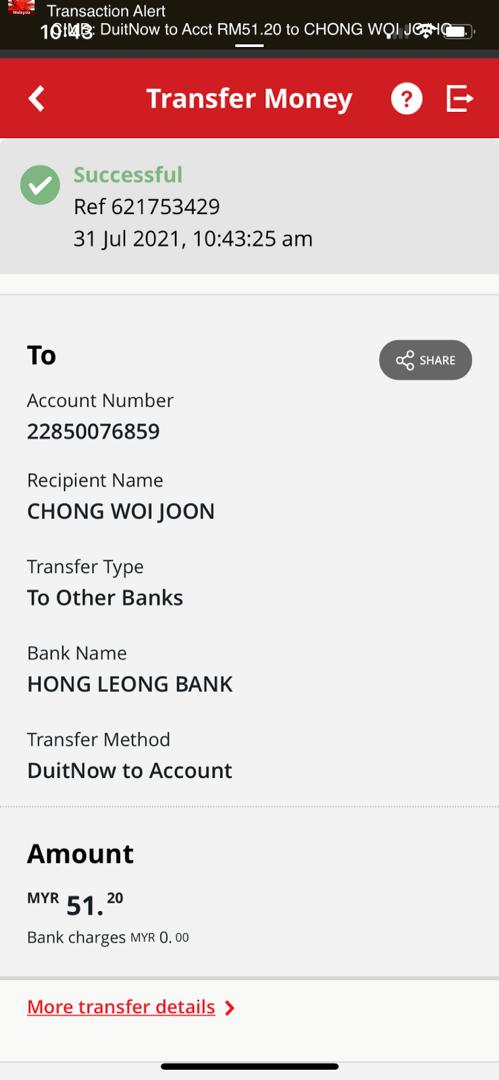 Transaction Alert
10:43
CIMB: DuitNow to Acct RM51.20 to CHONG WOI JOHO...
Transfer Money
?
Successful
Ref 621753429
31 Jul 2021, 10:43:25 am
To
SHARE
Account Number
22850076859
Recipient Name
CHONG WOI JOON
Transfer Type
To Other Banks
Bank Name
HONG LEONG BANK
Transfer Method
DuitNow to Account
Amount
MYR 51. 20
Bank charges MYR 0. 00
More transfer details